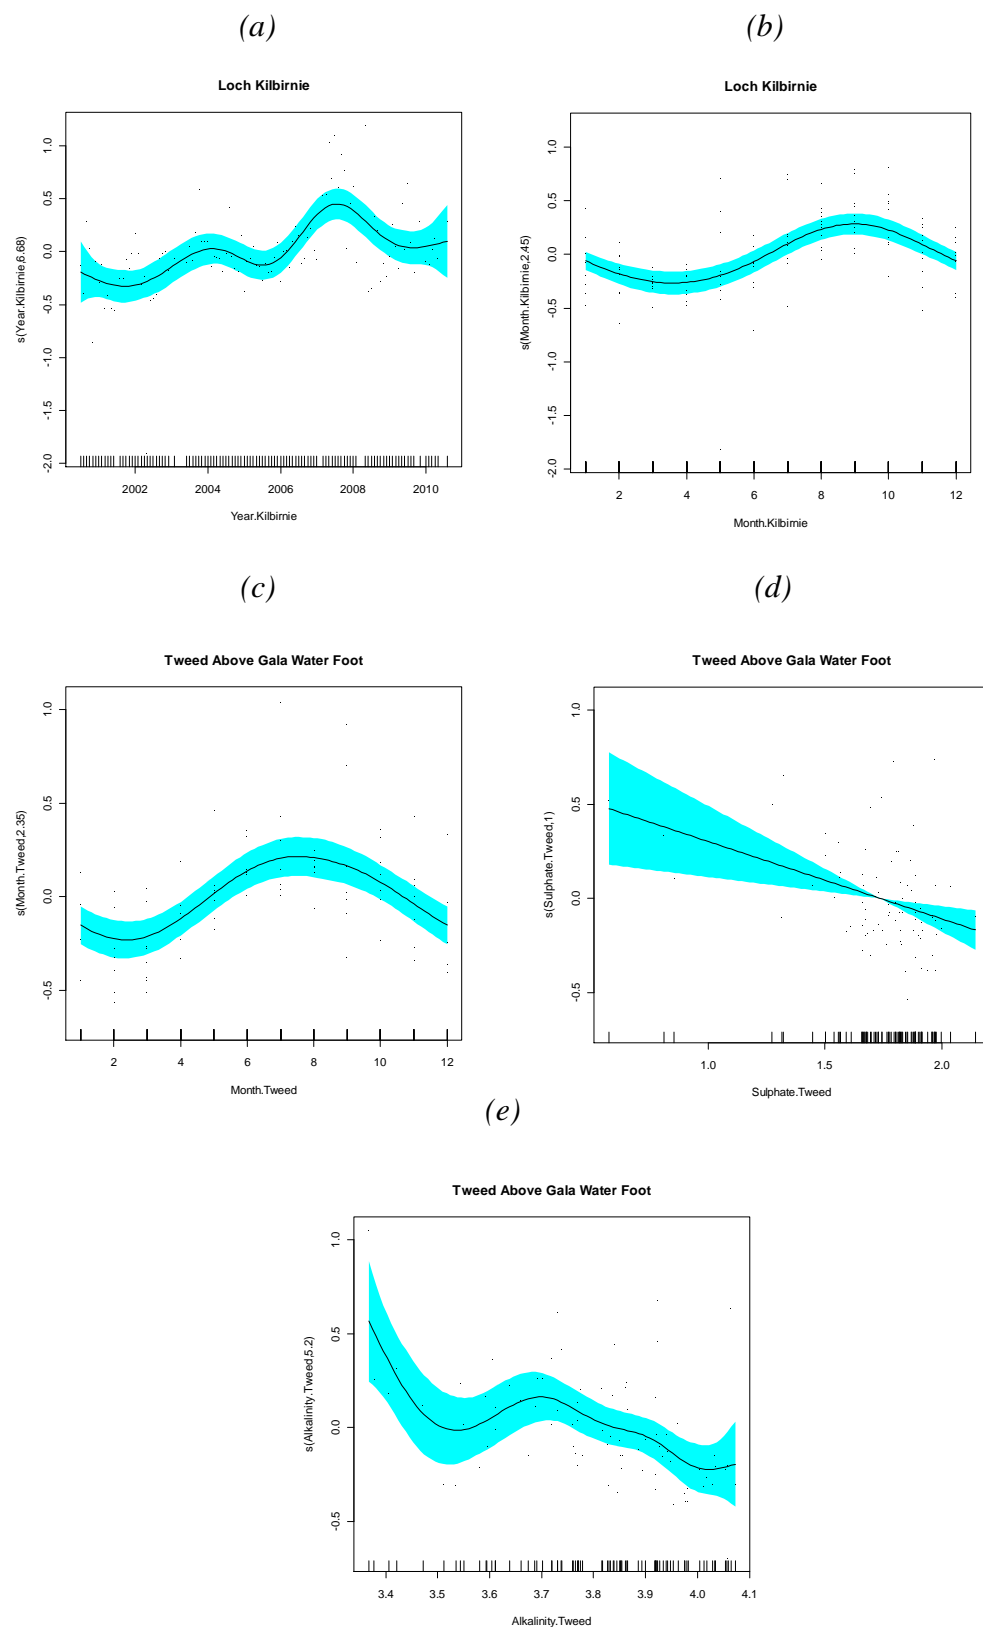 (a)
(b)
Loch Kilbirnie
Loch Kilbirnie
s(Year.Kilbirnie,6.68)
1.0
0.5
0.0
-0.5
-1.0
-1.5
-2.0
2002 2004 2006 2008 2010
Year.Kilbirnie
s(Month.Kilbirnie,2.45)
1.0
0.5
0.0
-0.5
-1.0
-1.5
-2.0
2 4 6 8 10 12
Month.Kilbirnie
(c)
(d)
Tweed Above Gala Water Foot
Tweed Above Gala Water Foot
s(Month.Tweed,2.35)
1.0
0.5
0.0
-0.5
2 4 6 8 10 12
Month.Tweed
s(Sulphate.Tweed,1)
1.0
0.5
0.0
-0.5
1.0 1.5 2.0
Sulphate.Tweed
(e)
Tweed Above Gala Water Foot
s(Alkalinity.Tweed,5.2)
1.0
0.5
0.0
-0.5
3.4 3.5 3.6 3.7 3.8 3.9 4.0 4.1
Alkalinity.Tweed